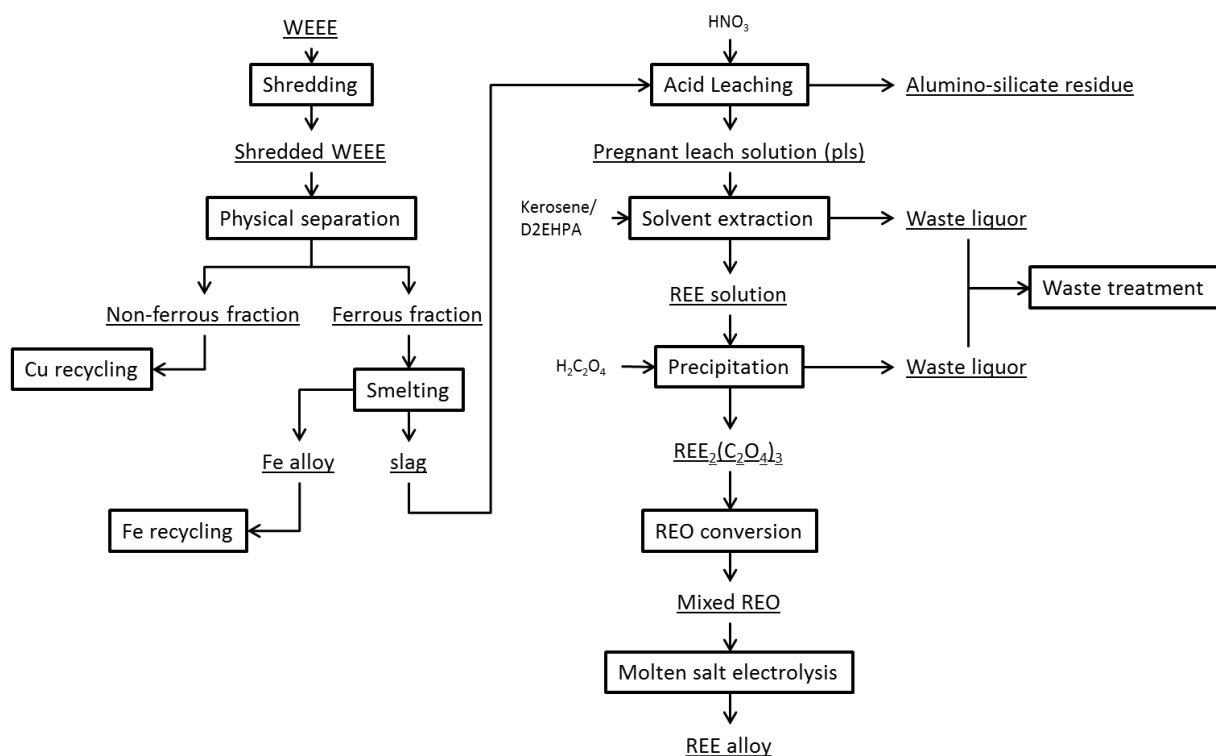 WEEE
Shredding
Shredded WEEE
Physical separation
Non-ferrous fraction
Ferrous fraction
Cu recycling
Smelting
Fe alloy
slag
Fe recycling
HNO₃
Acid Leaching
Alumino-silicate residue
Pregnant leach solution (pls)
Kerosene/
D2EHPA
Solvent extraction
Waste liquor
REE solution
Waste treatment
H₂C₂O₄
Precipitation
Waste liquor
REE₂(C₂O₄)₃
REO conversion
Mixed REO
Molten salt electrolysis
REE alloy